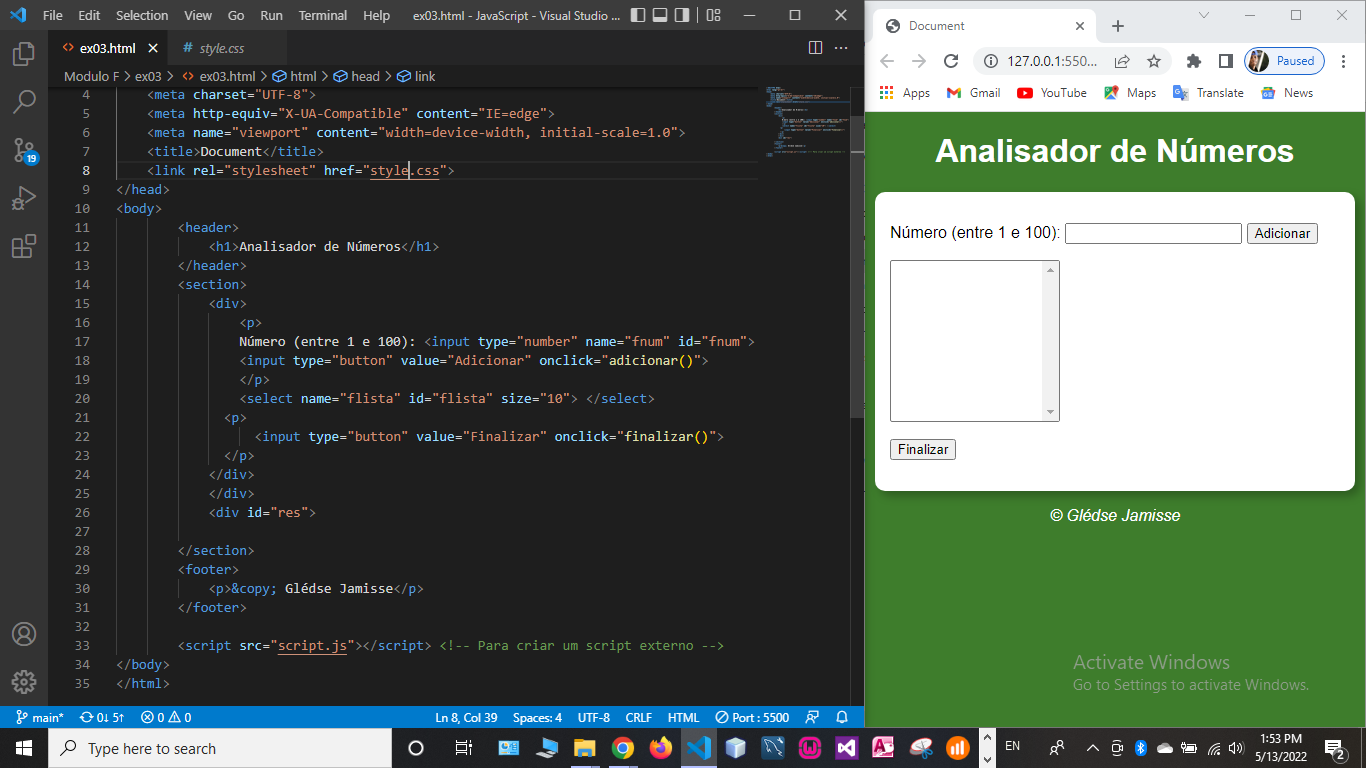 File Edit Selection View Go Run Terminal Help ex03.html - JavaScript - Visual Studio ...
ex03.html
# style.css
Modulo F > ex03 > ex03.html > html > head > link
4 <meta charset="UTF-8">
5 <meta http-equiv="X-UA-Compatible" content="IE=edge">
6 <meta name="viewport" content="width=device-width, initial-scale=1.0">
7 <title>Document</title>
8 <link rel="stylesheet" href="style.css">
9 </head>
10 <body>
11 <header>
12 <h1>Analisador de Números</h1>
13 </header>
14 <section>
15 <div>
16 <p>
17 Número (entre 1 e 100): <input type="number" name="fnum" id="fnum">
18 <input type="button" value="Adicionar" onclick="adicionar()">
19 </p>
20 <select name="flista" id="flista" size="10"> </select>
21 <p>
22 <input type="button" value="Finalizar" onclick="finalizar()">
23 </p>
24 </div>
25 </div>
26 <div id="res">
27
28 </section>
29 <footer>
30 <p>&copy; Glédse Jamisse</p>
31 </footer>
32
33 <script src="script.js"></script> <!-- Para criar um script externo -->
34 </body>
35 </html>
19
main* 0↓ 5↑ 0 0 Ln 8, Col 39 Spaces: 4 UTF-8 CRLF HTML Port : 5500
Document
127.0.0.1:550... Paused
Apps Gmail YouTube Maps Translate News
Analisador de Números
Número (entre 1 e 100): Adicionar
Finalizar
© Glédse Jamisse
Activate Windows
Go to Settings to activate Windows.
Type here to search
EN
1:53 PM
5/13/2022
2